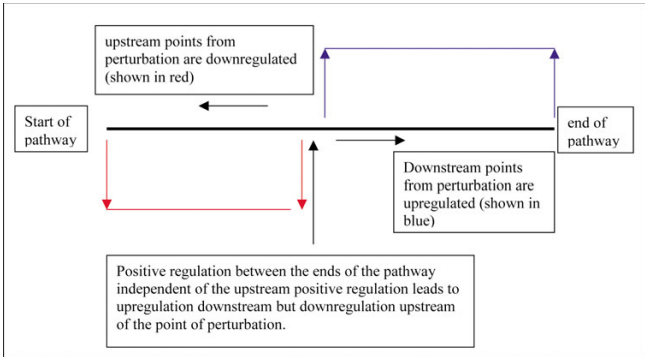 upstream points from
perturbation are downregulated
(shown in red)
Start of
pathway
end of
pathway
Downstream points
from perturbation are
upregulated (shown in
blue)
Positive regulation between the ends of the pathway
independent of the upstream positive regulation leads to
upregulation downstream but downregulation upstream
of the point of perturbation.